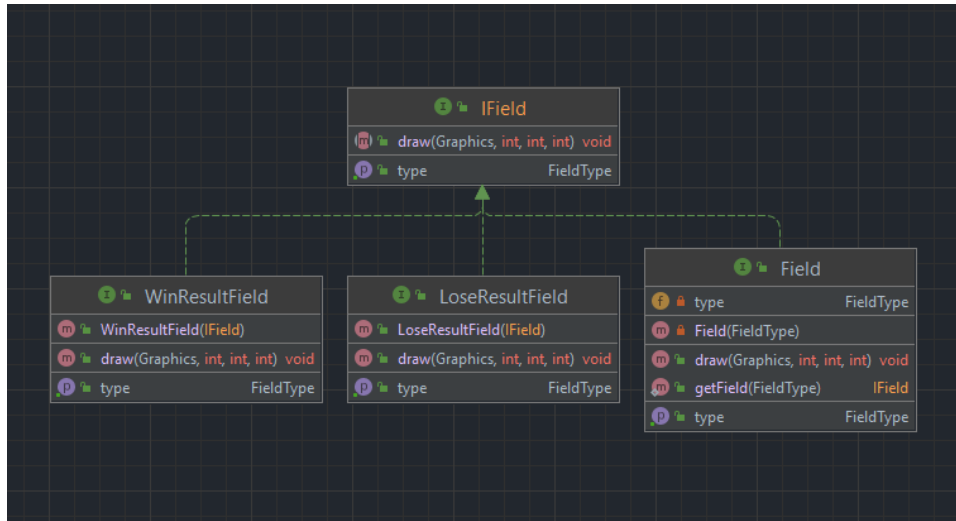 IField
draw(Graphics, int, int, int) void
type FieldType
WinResultField
WinResultField(IField)
draw(Graphics, int, int, int) void
type FieldType
LoseResultField
LoseResultField(IField)
draw(Graphics, int, int, int) void
type FieldType
Field
type FieldType
Field(FieldType)
draw(Graphics, int, int, int) void
getField(FieldType) IField
type FieldType